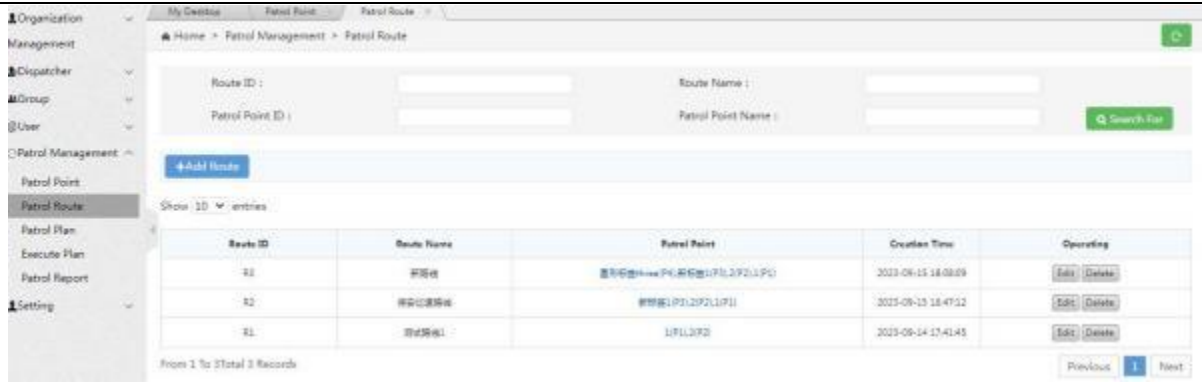 My Desktop Patrol Point Patrol Route
Organization Management
Home > Patrol Management > Patrol Route
Dispatcher
Group
User
Patrol Management
Patrol Point
Patrol Route
Patrol Plan
Execute Plan
Patrol Report
Setting
Route ID : Route Name :
Patrol Point ID : Patrol Point Name :
Search For
+Add Route
Show 10 entries
Route ID Route Name Patrol Point Creation Time Operating
R3 2023-09-15 Edit Delete
R2 2023-09-15 18:47:12 Edit Delete
R1 1(P1),2(P2) 2023-09-14 17:41:45 Edit Delete
From 1 To 3Total 3 Records
Previous 1 Next